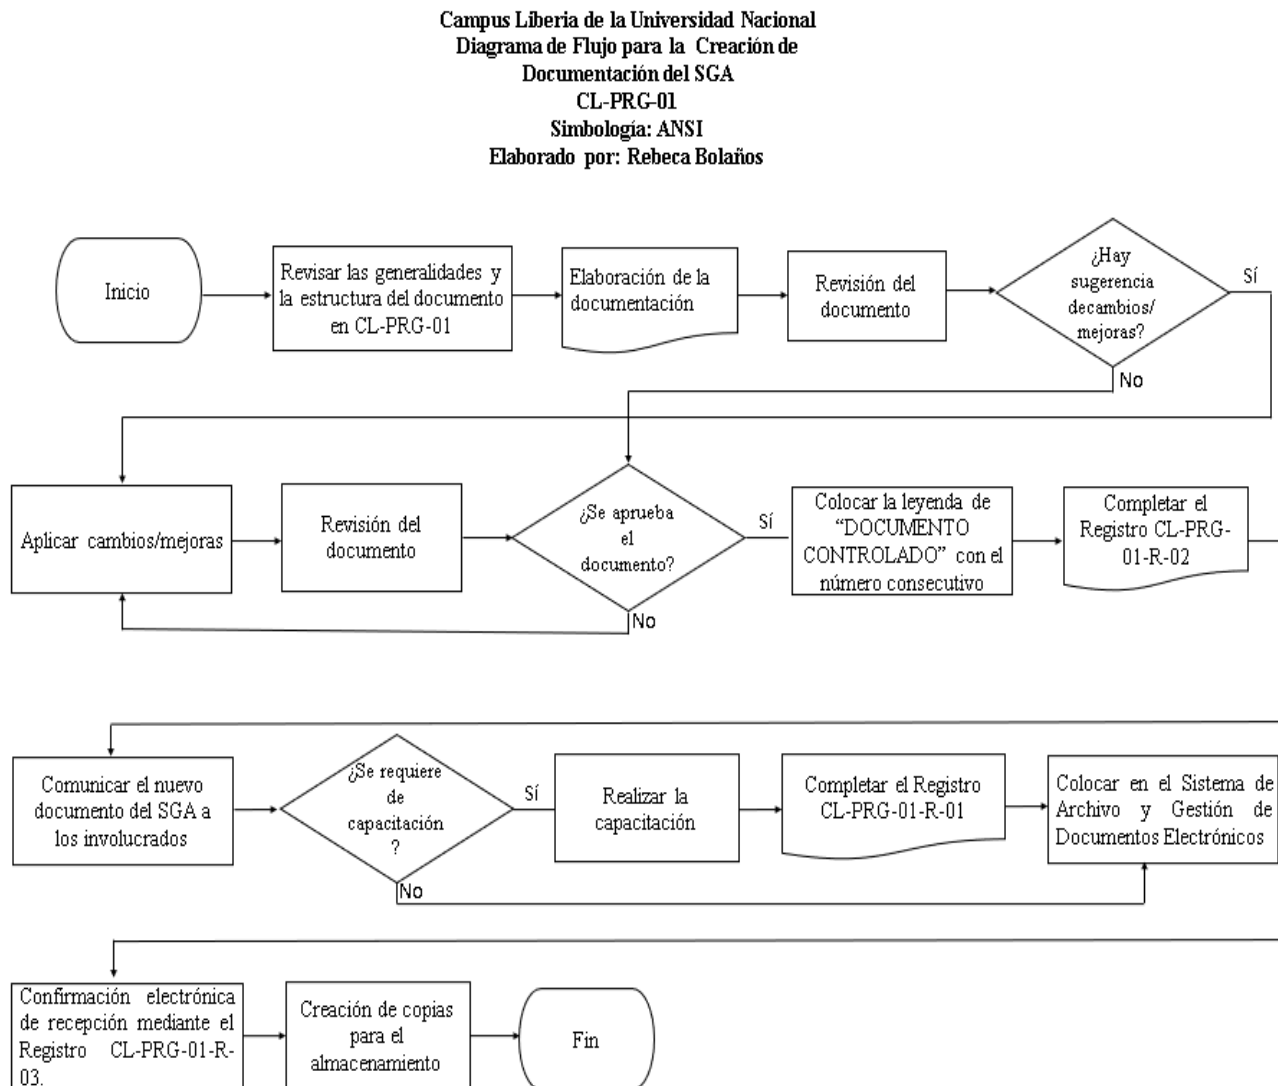 Campus Liberia de la Universidad Nacional
Diagrama de Flujo para la Creación de
Documentación del SGA
CL-PRG-01
Simbología: ANSI
Elaborado por: Rebeca Bolaños
Inicio
Revisar las generalidades y
la estructura del documento
en CL-PRG-01
Elaboración de la
documentación
Revisión del
documento
¿Hay
sugerencia
decambios/
mejoras?
Sí
No
Aplicar cambios/mejoras
Revisión del
documento
¿Se aprueba
el
documento?
Sí
No
Colocar la leyenda de
“DOCUMENTO
CONTROLADO” con el
número consecutivo
Completar el
Registro CL-PRG-
01-R-02
Comunicar el nuevo
documento del SGA a
los involucrados
¿Se requiere
de
capacitación
?
Sí
No
Realizar la
capacitación
Completar el Registro
CL-PRG-01-R-01
Colocar en el Sistema de
Archivo y Gestión de
Documentos Electrónicos
Confirmación electrónica
de recepción mediante el
Registro CL-PRG-01-R-
03.
Creación de copias
para el
almacenamiento
Fin